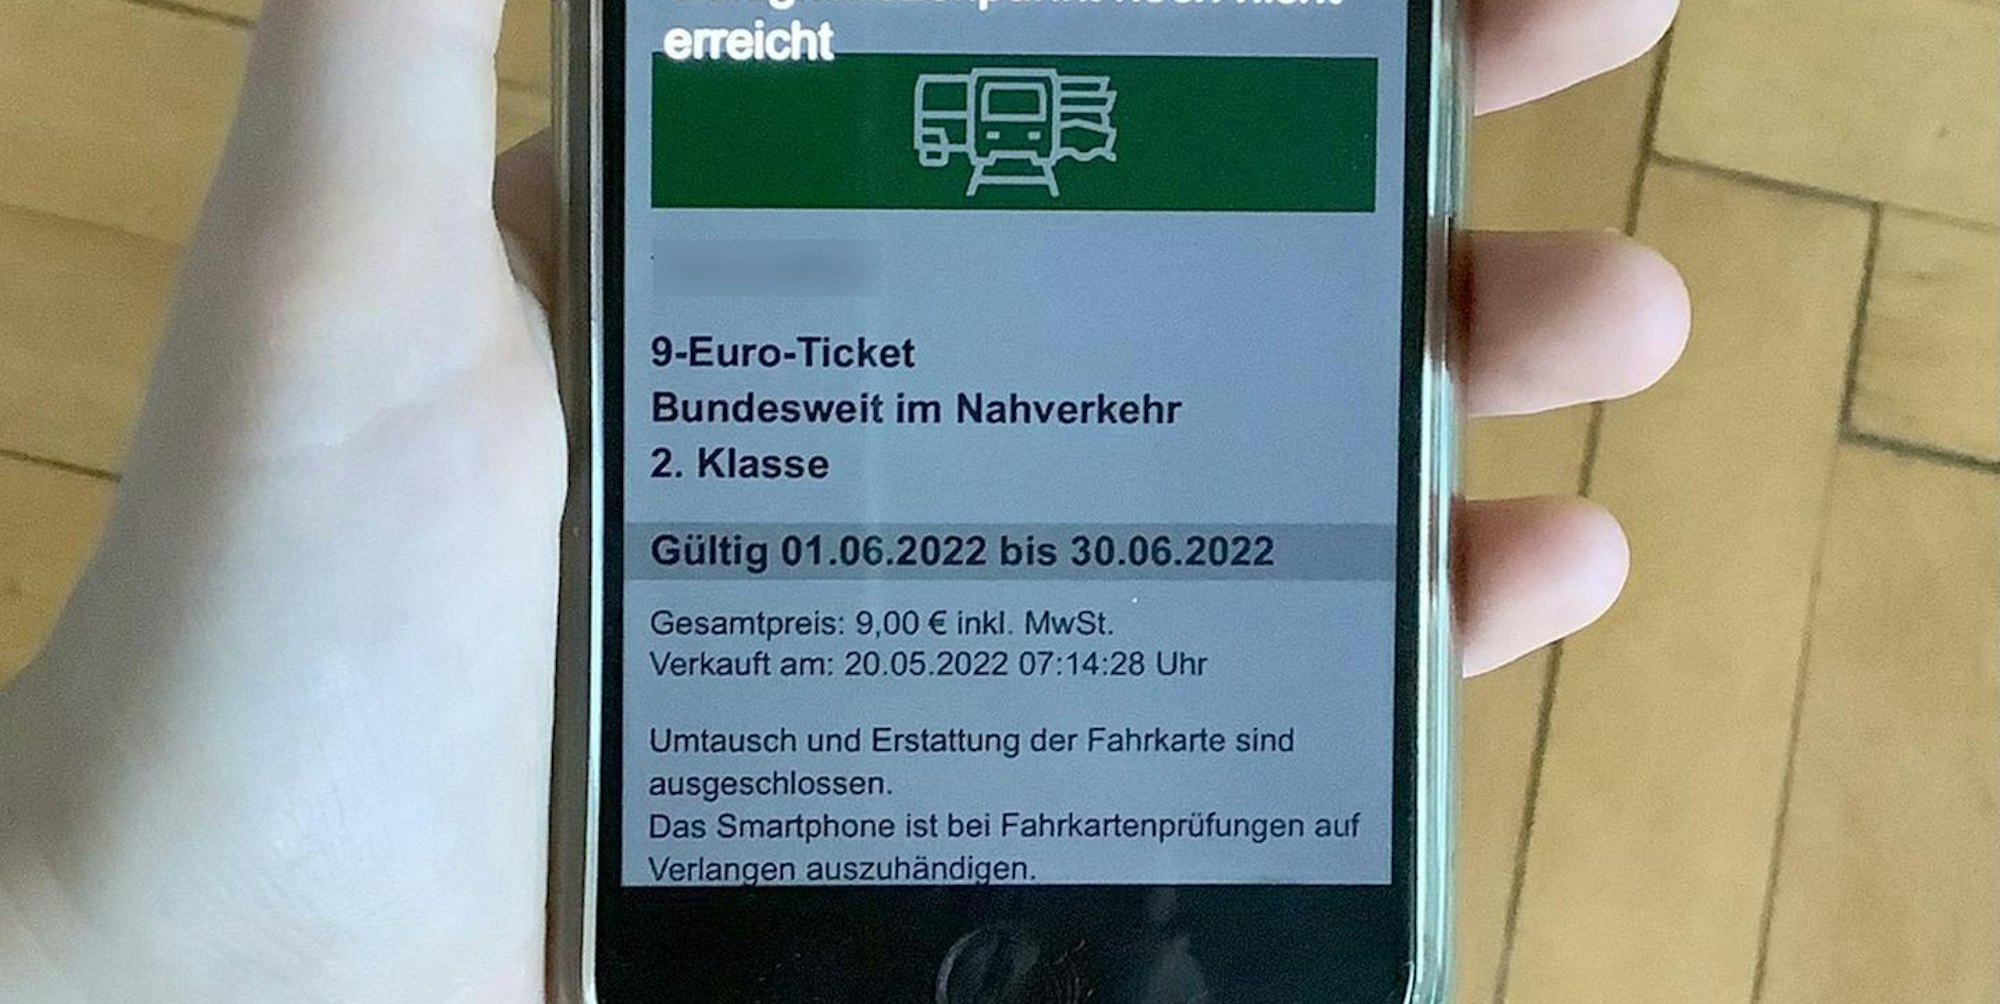 noch nicht
erreicht
9-Euro-Ticket
Bundesweit im Nahverkehr
2. Klasse
Gültig 01.06.2022 bis 30.06.2022
Gesamtpreis: 9,00 € inkl. MwSt.
Verkauft am: 20.05.2022 07:14:28 Uhr
Umtausch und Erstattung der Fahrkarte sind
ausgeschlossen.
Das Smartphone ist bei Fahrkartenprüfungen auf
Verlangen auszuhändigen.